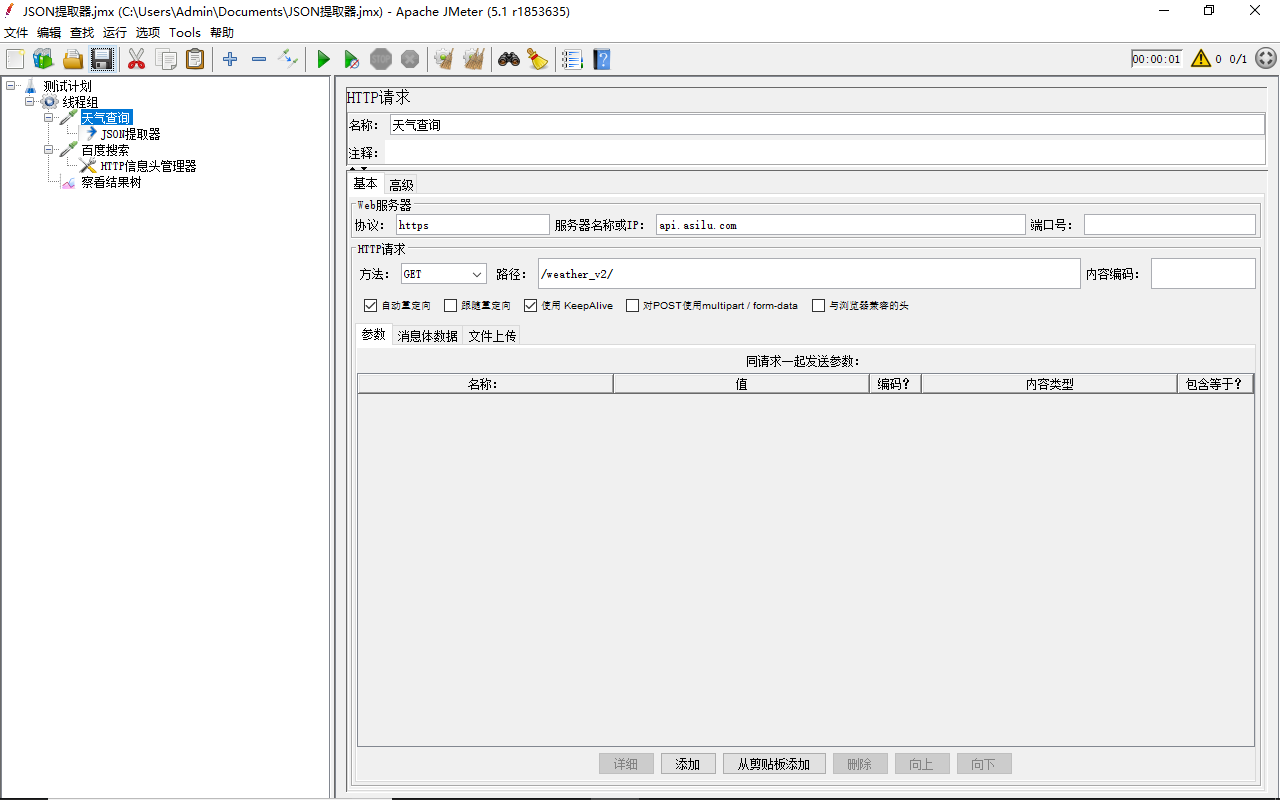 JSON提取器.jmx (C:\Users\Admin\Documents\JSON提取器.jmx) - Apache JMeter (5.1 r1853635)
文件 编辑 查找 运行 选项 Tools 帮助
STOP
00:00:01 0 0/1
测试计划
线程组
天气查询
JSON提取器
百度搜索
HTTP信息头管理器
察看结果树
HTTP请求
名称： 天气查询
注释：
基本 高级
Web服务器
协议： https 服务器名称或IP： api.asilu.com 端口号：
HTTP请求
方法： GET 路径： /weather_v2/ 内容编码：
自动重定向 跟随重定向 使用 KeepAlive 对POST使用multipart / form-data 与浏览器兼容的头
参数 消息体数据 文件上传
同请求一起发送参数：
名称： 值 编码？ 内容类型 包含等于？
详细 添加 从剪贴板添加 删除 向上 向下